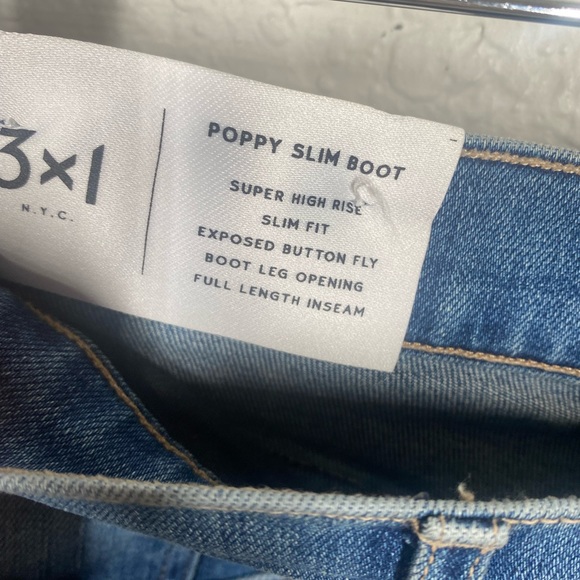 3x1
N.Y.C.
POPPY SLIM BOOT
SUPER HIGH RISE
SLIM FIT
EXPOSED BUTTON FLY
BOOT LEG OPENING
FULL LENGTH INSEAM